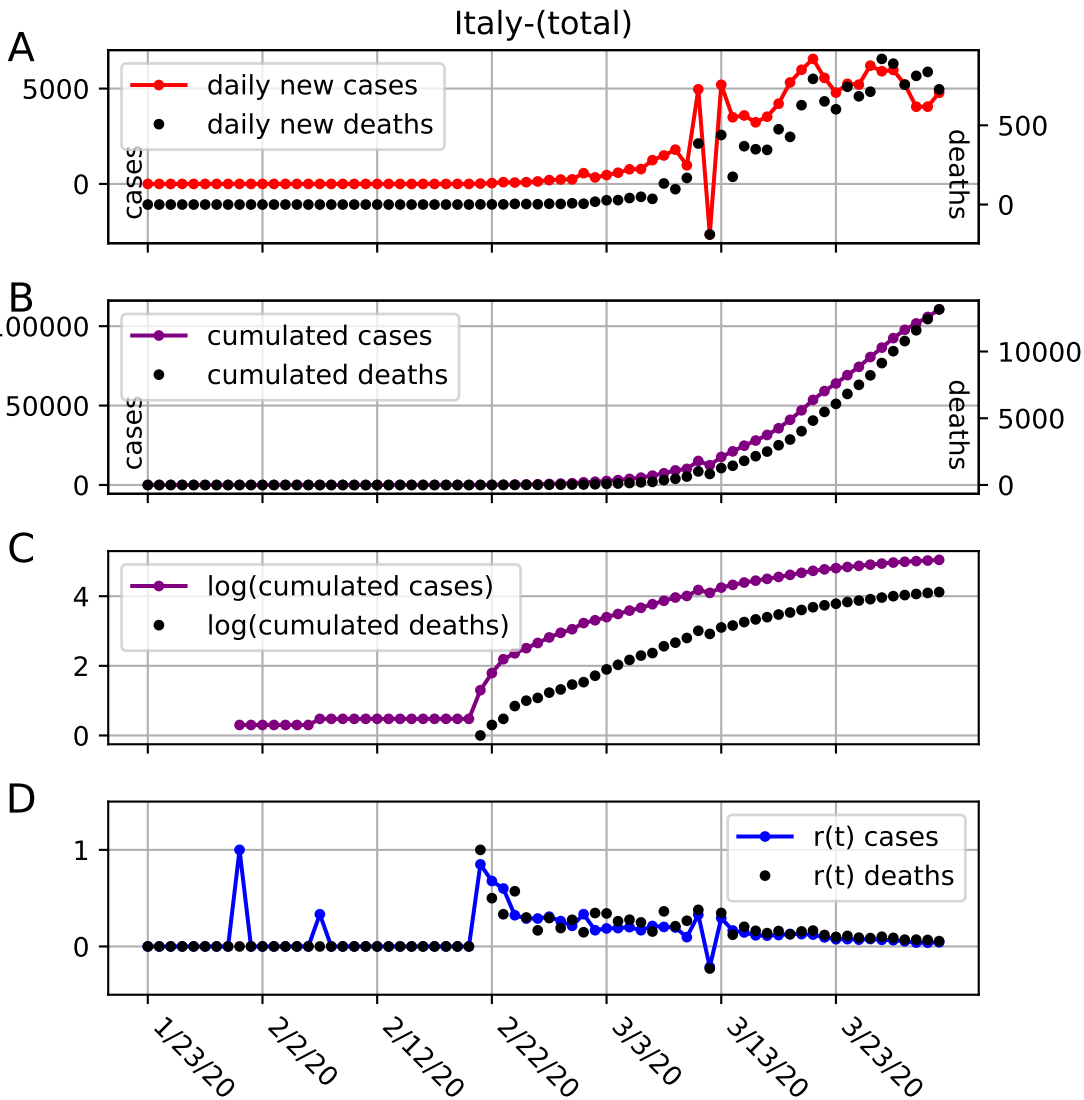 Italy-(total)
A
5000
0
cases
daily new cases
daily new deaths
500
0
deaths
B
100000
50000
0
cases
cumulated cases
cumulated deaths
10000
5000
0
deaths
C
4
2
0
log(cumulated cases)
log(cumulated deaths)
D
1
0
r(t) cases
r(t) deaths
1/23/20
2/2/20
2/12/20
2/22/20
3/3/20
3/13/20
3/23/20